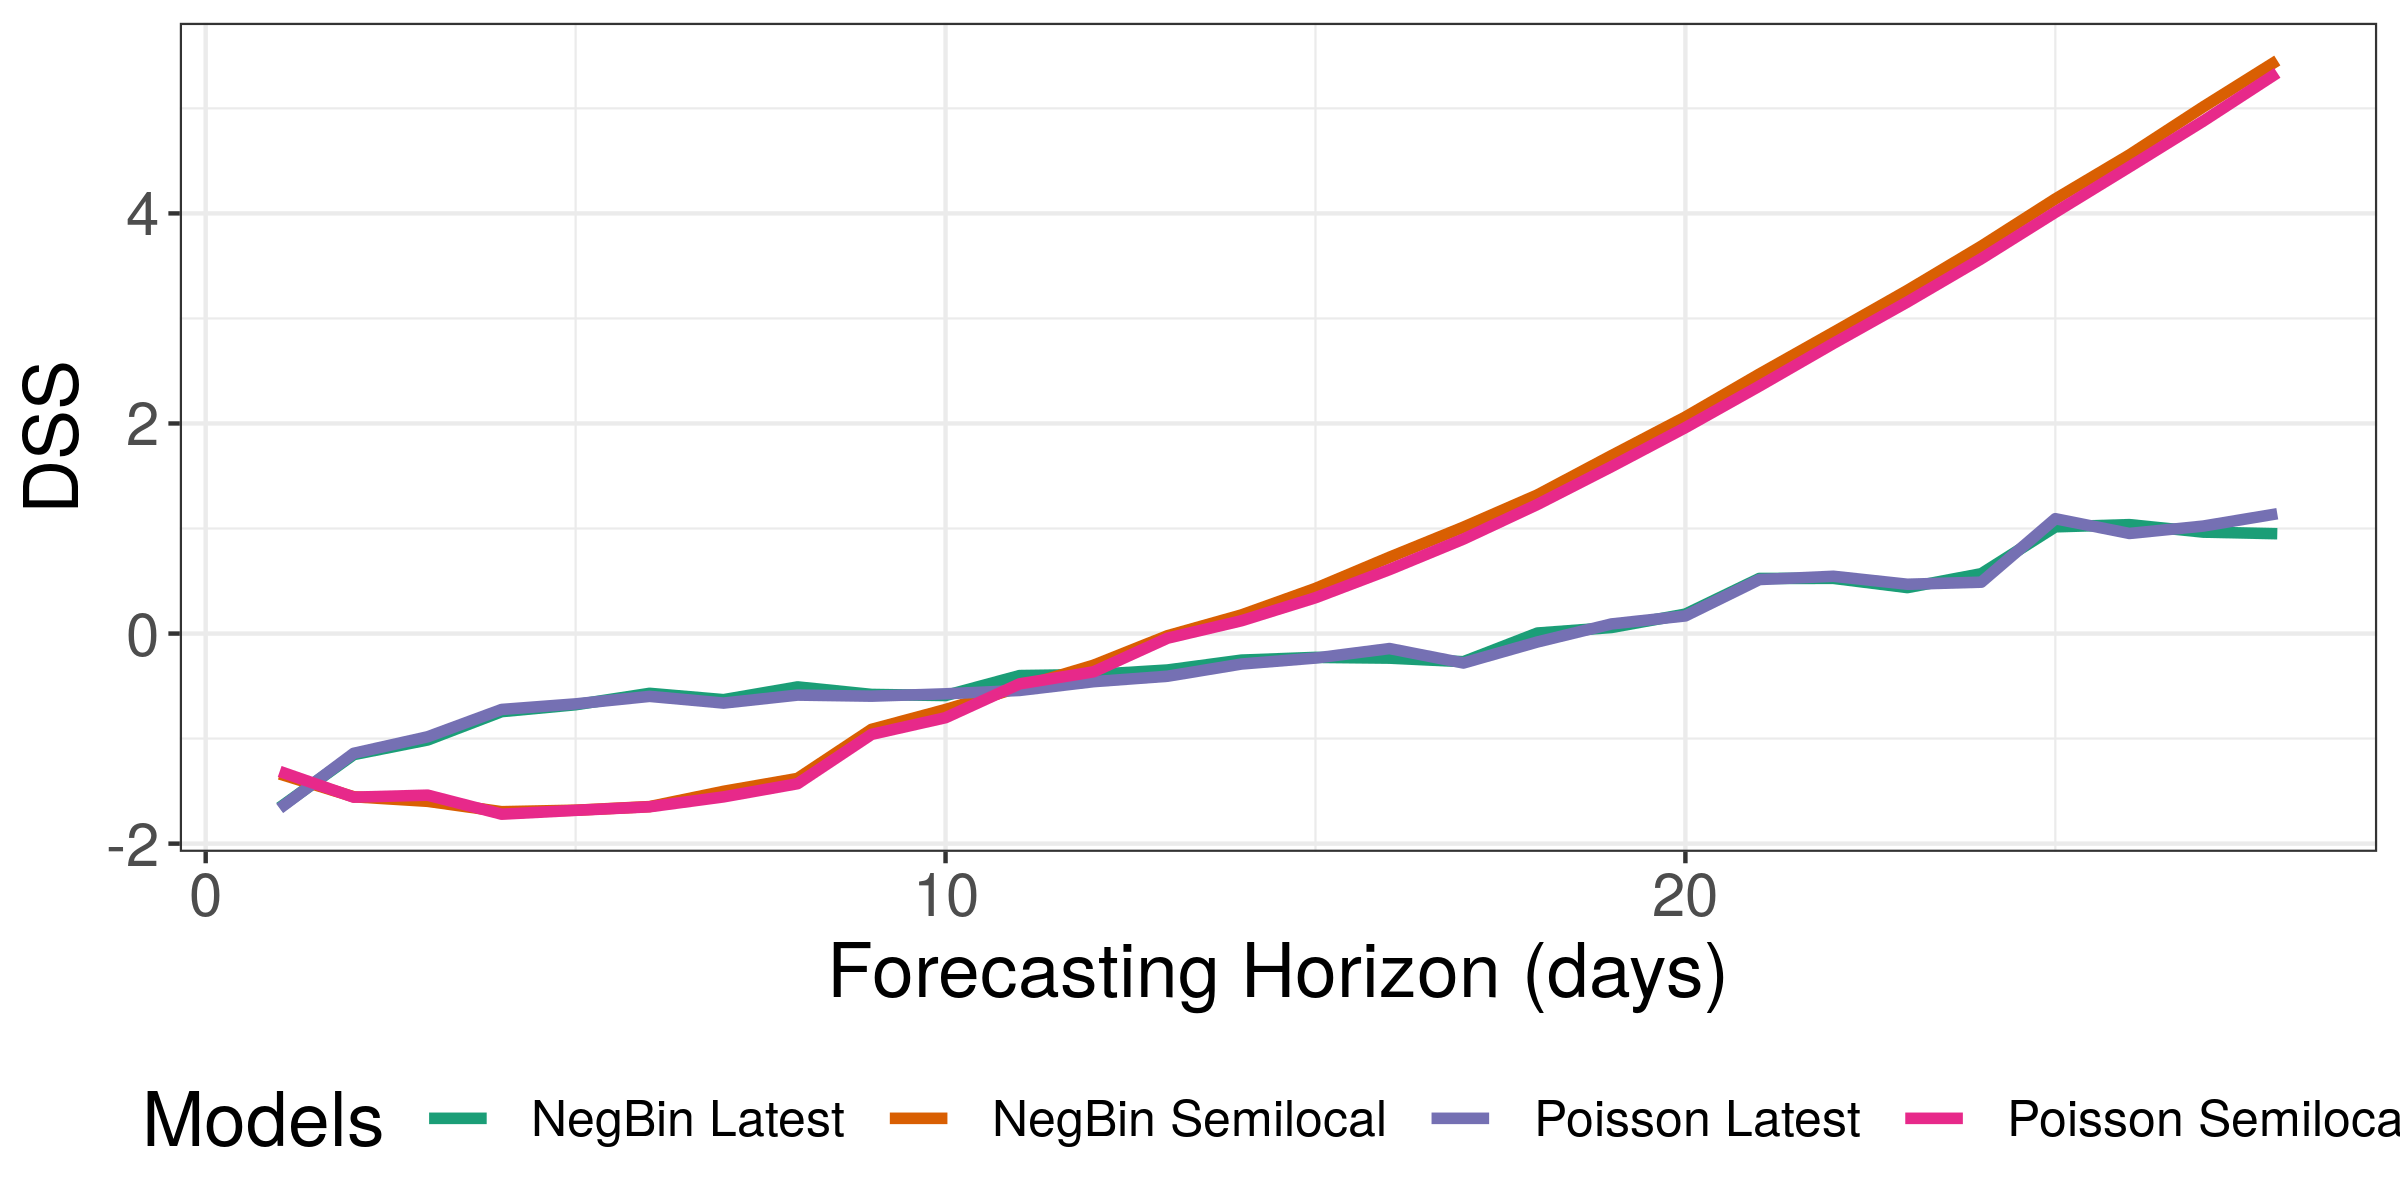 DSS
4
2
0
-2
0 10 20
Forecasting Horizon (days)
Models NegBin Latest NegBin Semilocal Poisson Latest Poisson Semiloca